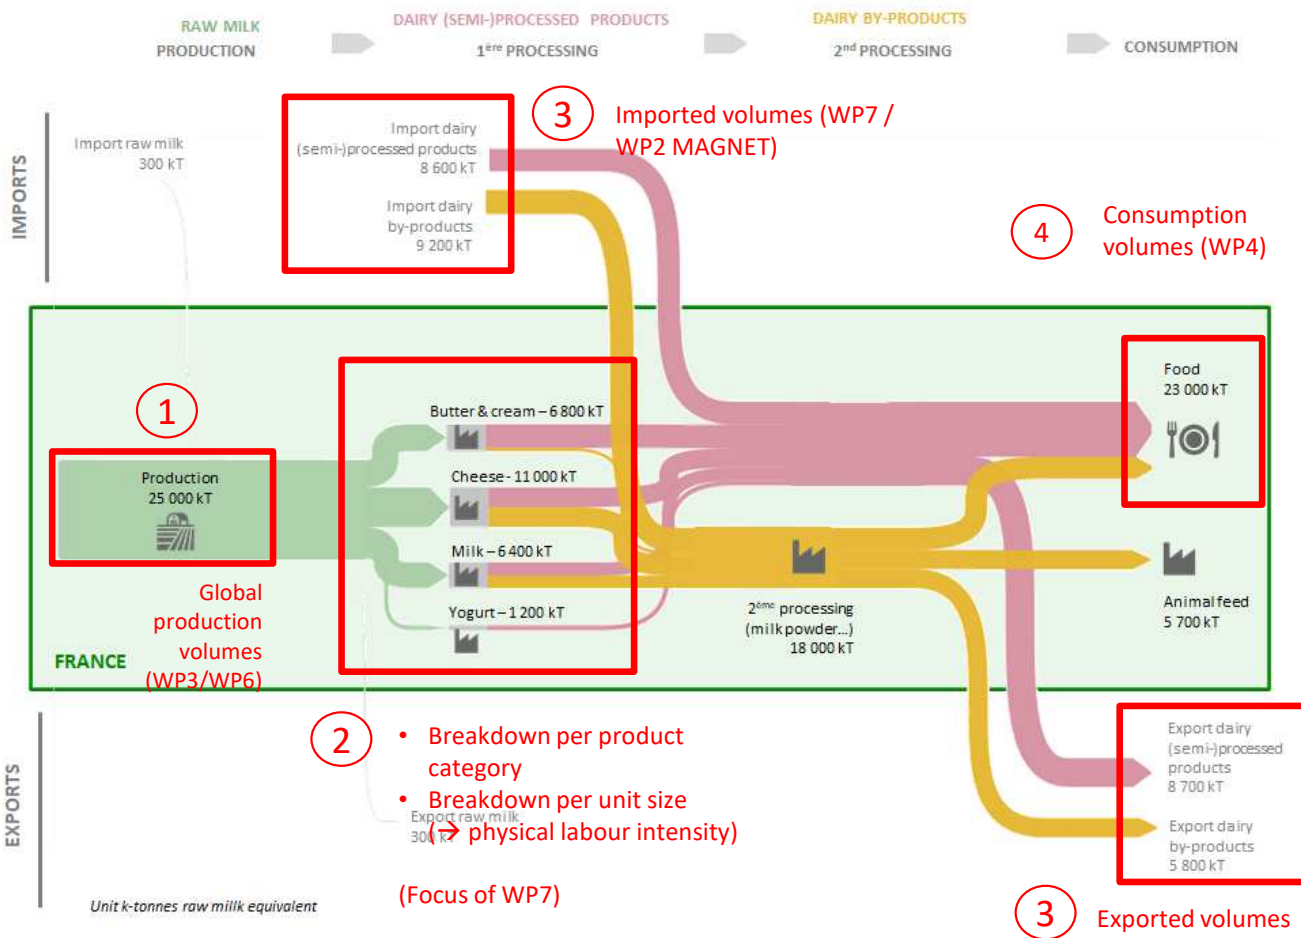 RAW MILK
PRODUCTION
DAIRY (SEMI-)PROCESSED PRODUCTS
1ère PROCESSING
DAIRY BY-PRODUCTS
2nd PROCESSING
CONSUMPTION
IMPORTS
Import raw milk
300 kT
Import dairy
(semi-)processed products
8 600 kT
Import dairy
by-products
9 200 kT
3
Imported volumes (WP7 /
WP2 MAGNET)
4
Consumption
volumes (WP4)
1
Production
25 000 kT
Global
production
volumes
(WP3/WP6)
FRANCE
Butter & cream – 6 800 kT
Cheese - 11 000 kT
Milk – 6 400 kT
Yogurt – 1 200 kT
2ème processing
(milk powder...)
18 000 kT
Food
23 000 kT
Animal feed
5 700 kT
EXPORTS
2
• Breakdown per product
category
• Breakdown per unit size
(→ physical labour intensity)
Export raw milk
300 kT
(Focus of WP7)
Export dairy
(semi-)processed
products
8 700 kT
Export dairy
by-products
5 800 kT
3
Exported volumes
Unit k-tonnes raw millk equivalent